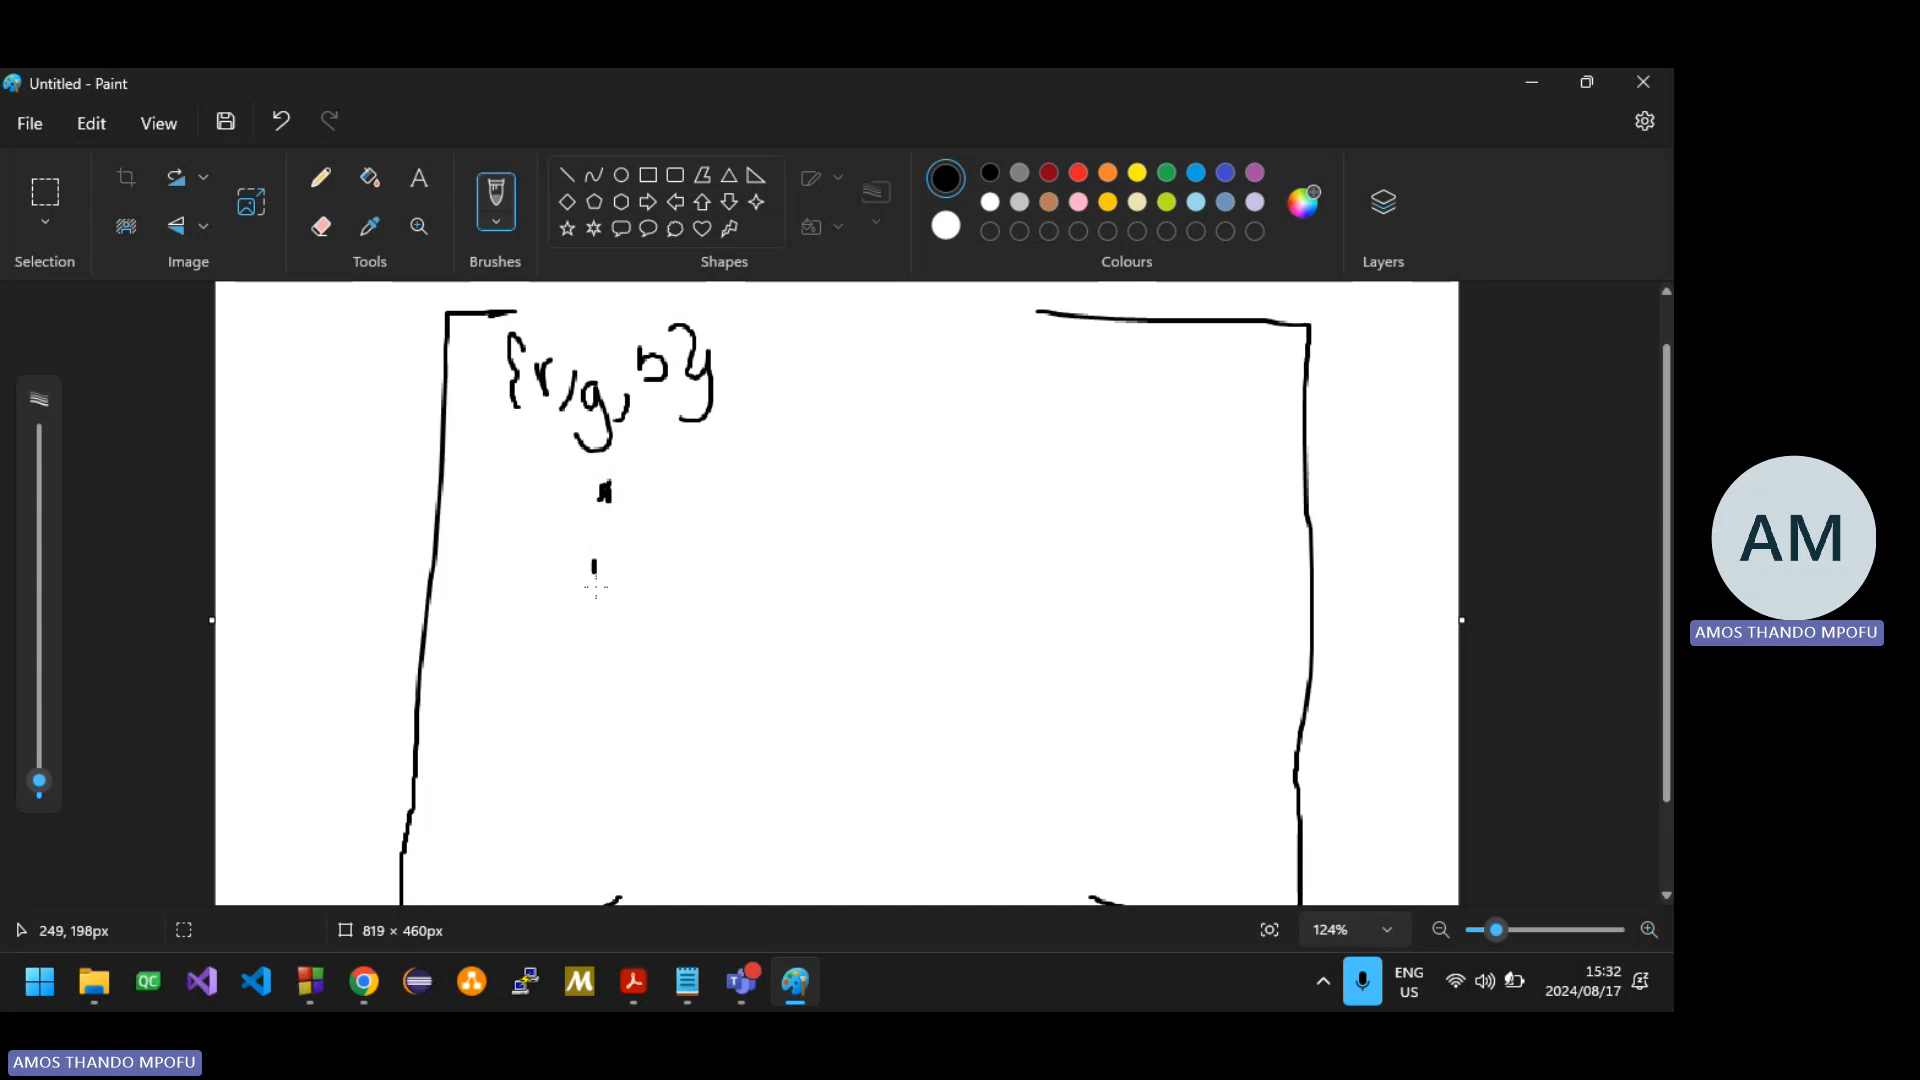 Untitled - Paint
File Edit View
Selection Image Tools Brushes Shapes Colours Layers
{r,g,b}
AM
AMOS THANDO MPOFU
249, 198px 819 × 460px 124%
QC
M
ENG
US
15:32
2024/08/17
AMOS THANDO MPOFU